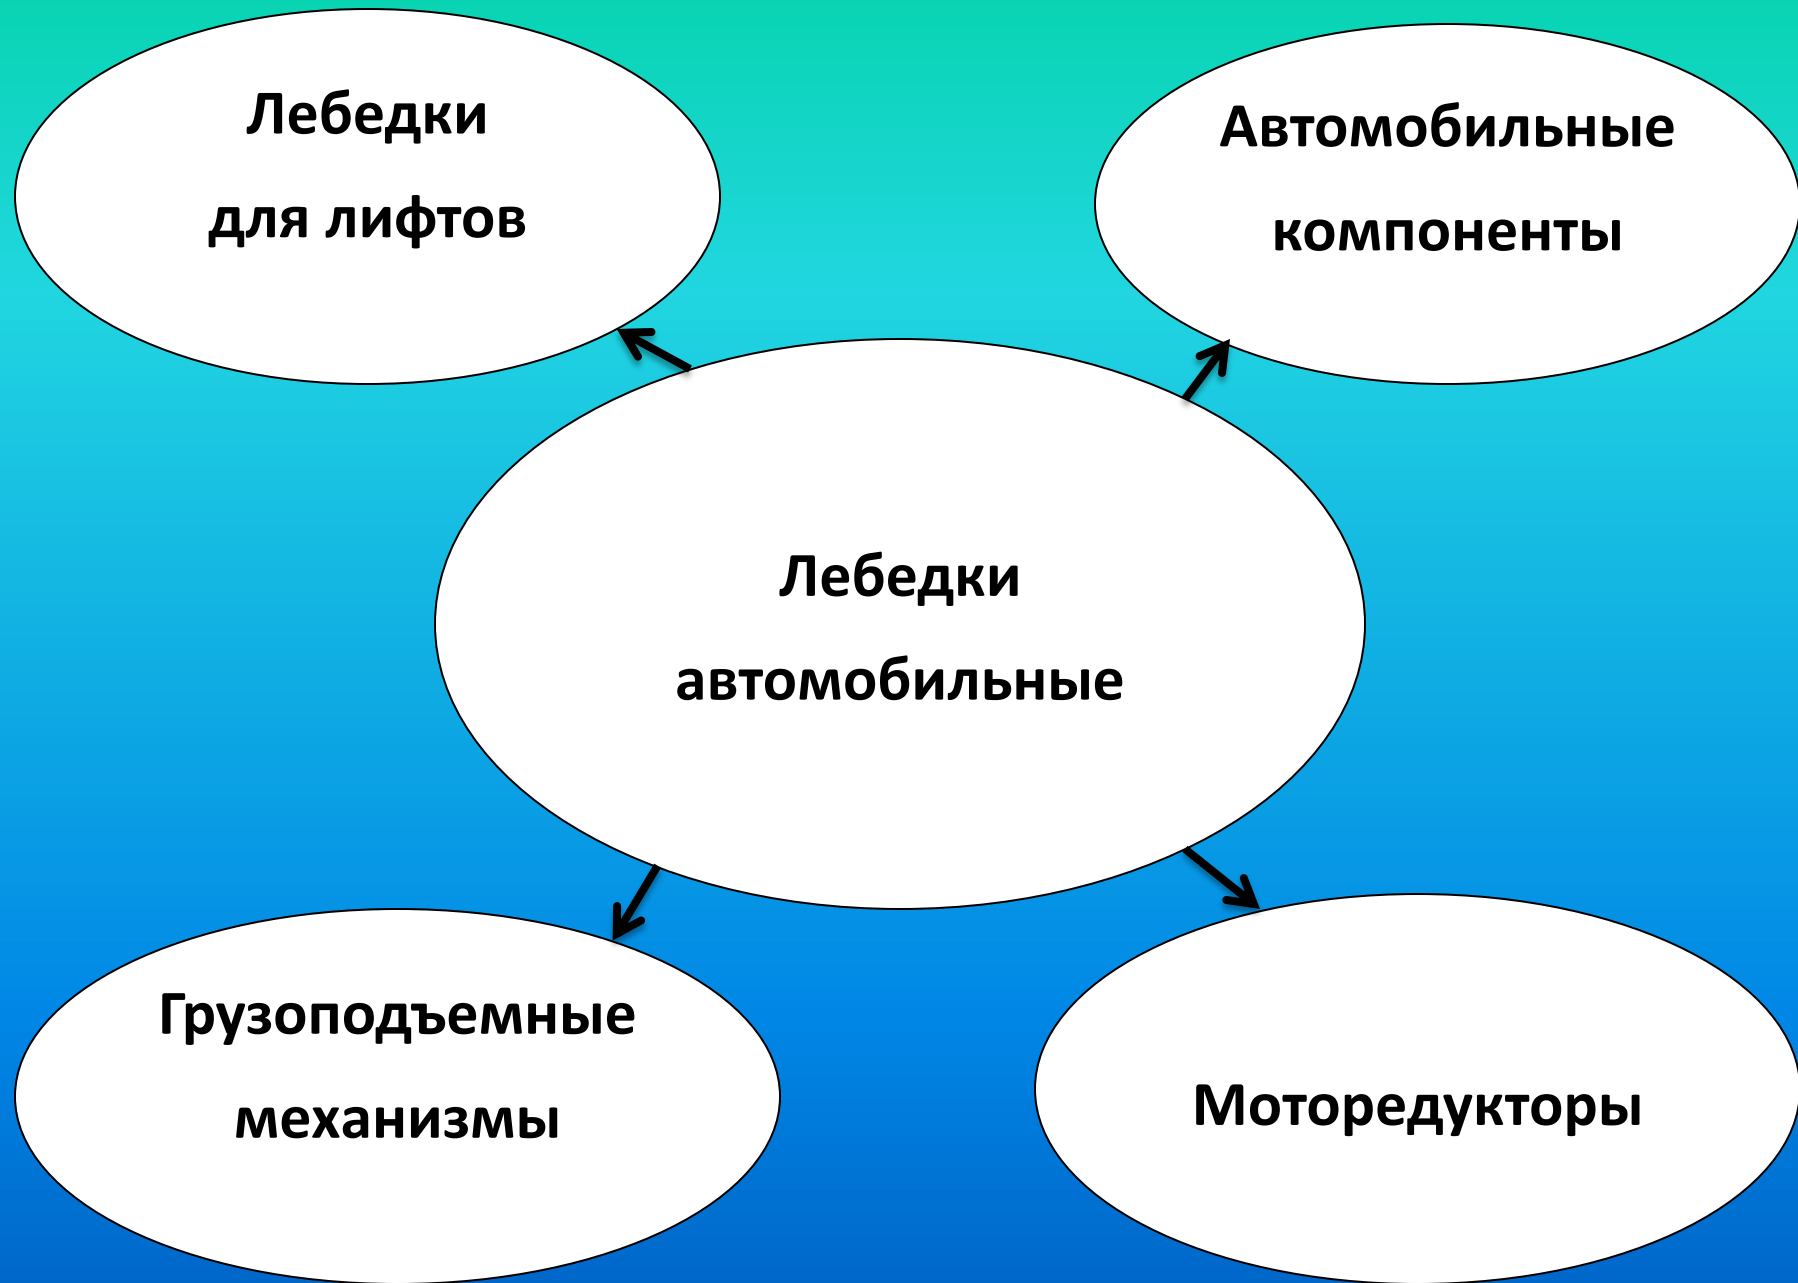 Лебедки
для лифтов
Автомобильные
компоненты
Лебедки
автомобильные
Грузоподъемные
механизмы
Моторедукторы